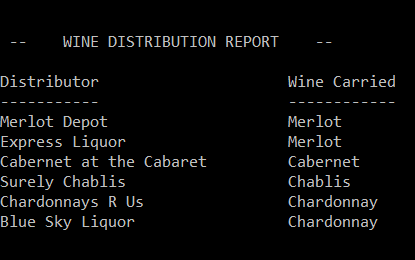 --    WINE DISTRIBUTION REPORT    --
Distributor                     Wine Carried
-----------                     ------------
Merlot Depot                    Merlot
Express Liquor                  Merlot
Cabernet at the Cabaret         Cabernet
Surely Chablis                  Chablis
Chardonnays R Us                Chardonnay
Blue Sky Liquor                 Chardonnay